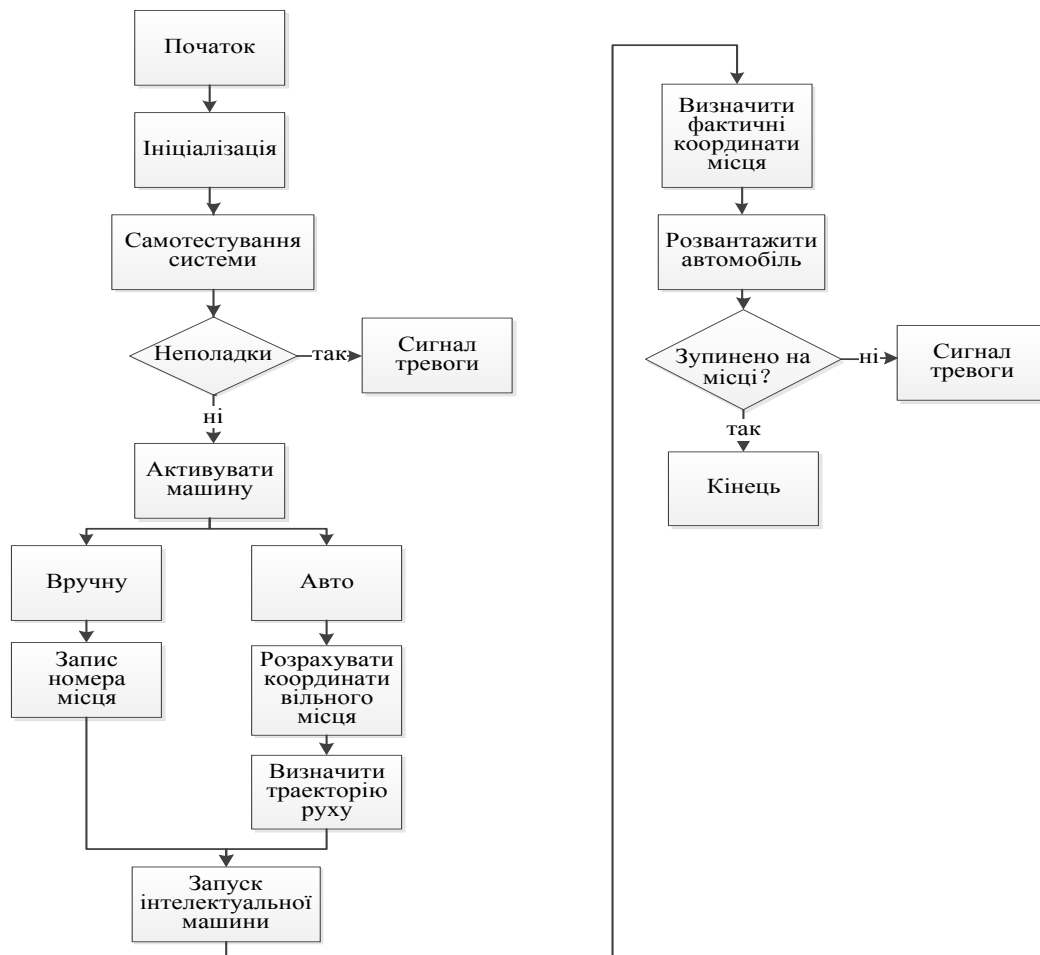 Початок
Ініціалізація
Самотестування
системи
Неполадки
так
Сигнал
тревоги
ні
Активувати
машину
Вручну
Авто
Запис
номера
місця
Розрахувати
координати
вільного
місця
Визначити
траекторію
руху
Запуск
інтелектуальної
машини
Визначити
фактичні
координати
місця
Розвантажити
автомобіль
Зупинено на
місці?
ні
Сигнал
тревоги
так
Кінець